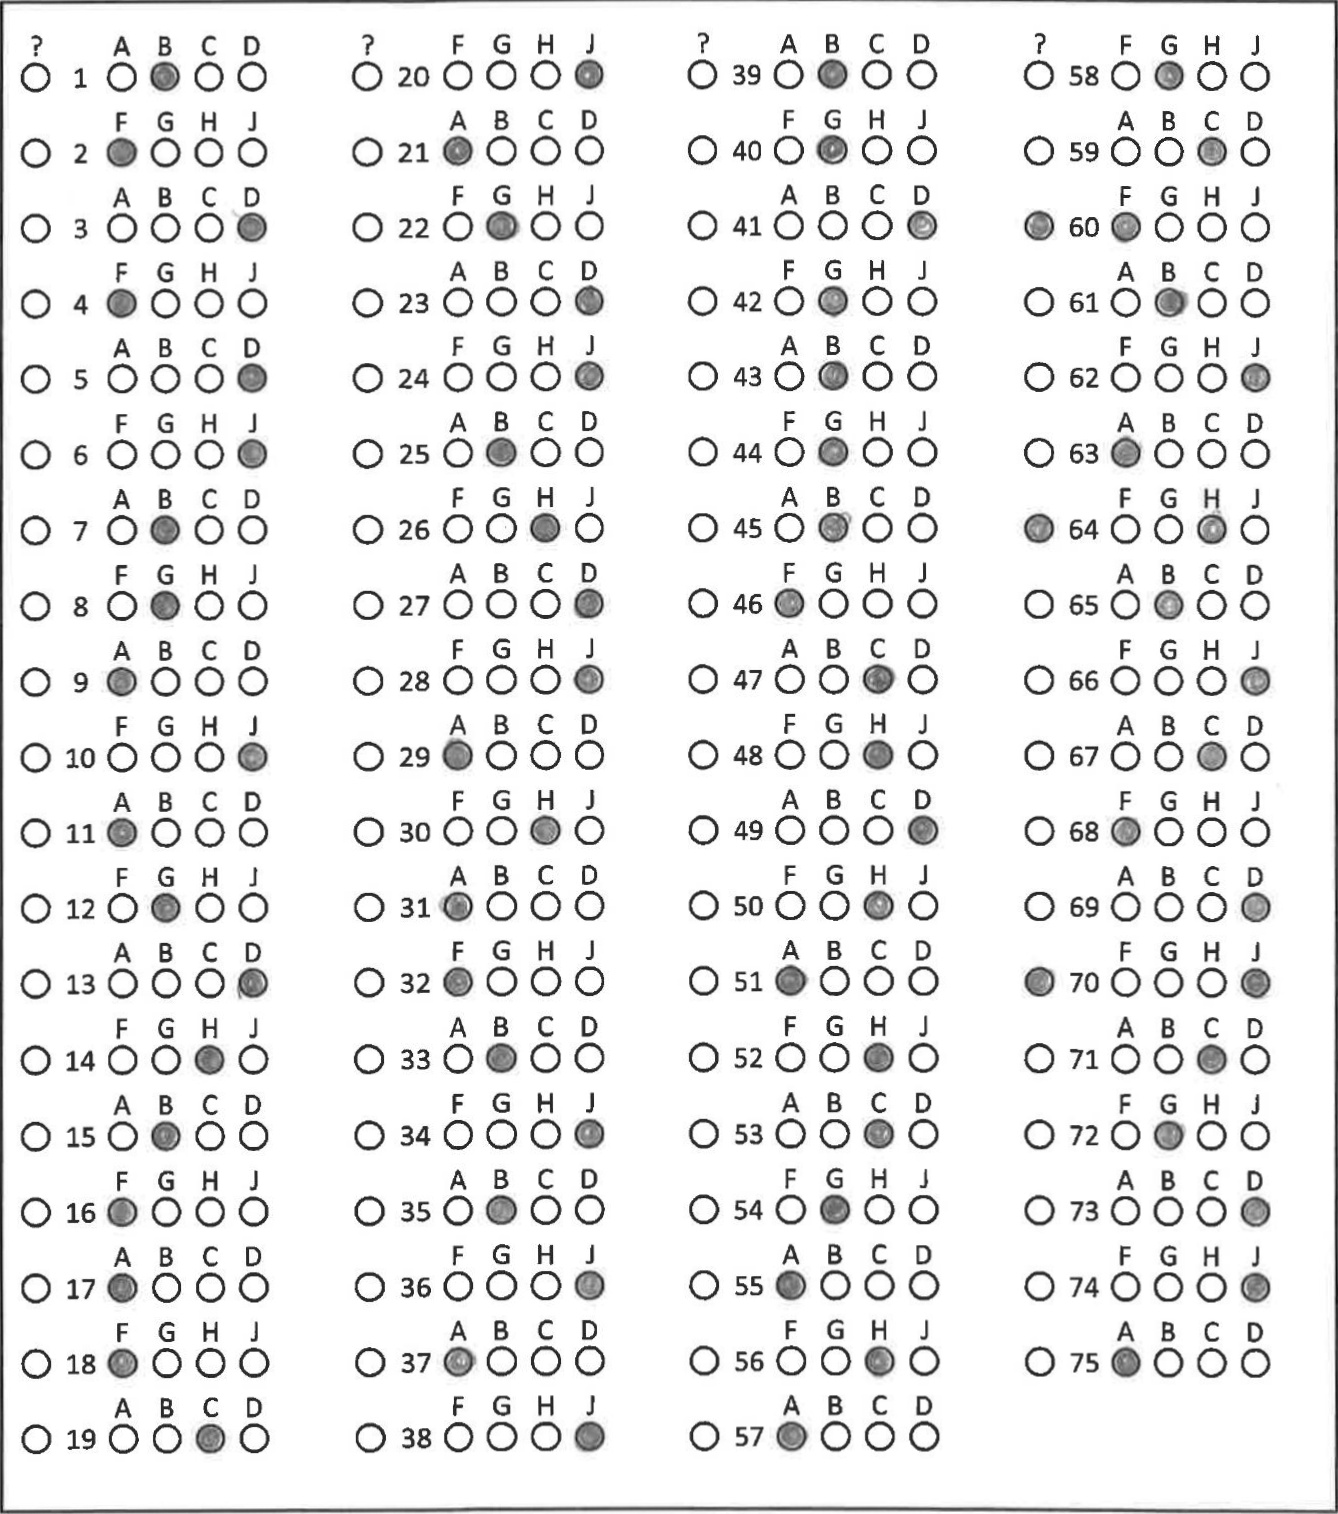 ? A B C D
1
F G H J
2
A B C D
3
F G H J
4
A B C D
5
F G H J
6
A B C D
7
F G H J
8
A B C D
9
F G H J
10
A B C D
11
F G H J
12
A B C D
13
F G H J
14
A B C D
15
F G H J
16
A B C D
17
F G H J
18
A B C D
19
? F G H J
20
A B C D
21
F G H J
22
A B C D
23
F G H J
24
A B C D
25
F G H J
26
A B C D
27
F G H J
28
A B C D
29
F G H J
30
A B C D
31
F G H J
32
A B C D
33
F G H J
34
A B C D
35
F G H J
36
A B C D
37
F G H J
38
? A B C D
39
F G H J
40
A B C D
41
F G H J
42
A B C D
43
F G H J
44
A B C D
45
F G H J
46
A B C D
47
F G H J
48
A B C D
49
F G H J
50
A B C D
51
F G H J
52
A B C D
53
F G H J
54
A B C D
55
F G H J
56
A B C D
57
? F G H J
58
A B C D
59
F G H J
60
A B C D
61
F G H J
62
A B C D
63
F G H J
64
A B C D
65
F G H J
66
A B C D
67
F G H J
68
A B C D
69
F G H J
70
A B C D
71
F G H J
72
A B C D
73
F G H J
74
A B C D
75